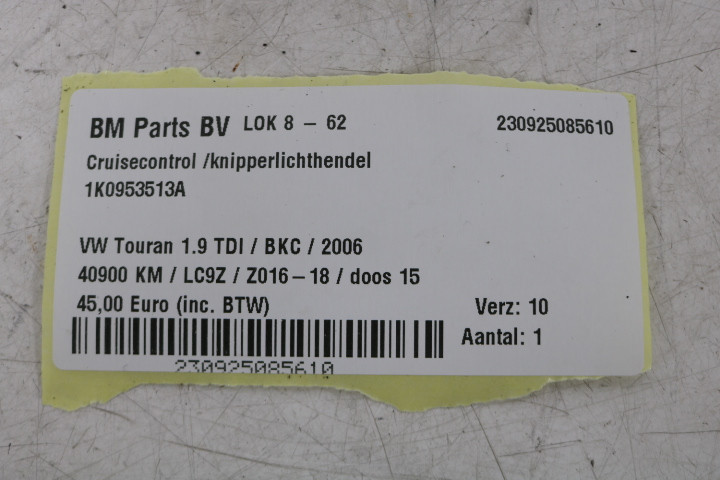 BM Parts BV LOK 8 – 62 230925085610
Cruisecontrol /knipperlichthendel
1K0953513A
VW Touran 1.9 TDI / BKC / 2006
40900 KM / LC9Z / Z016–18 / doos 15
45,00 Euro (inc. BTW) Verz: 10
Aantal: 1
230925085610